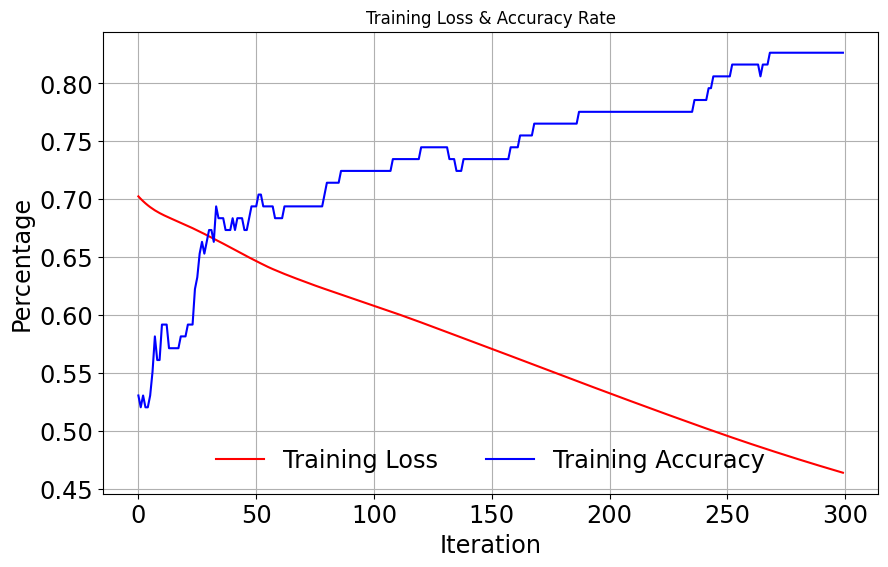 Training Loss & Accuracy Rate
0.80
0.75
0.70
0.65
0.60
0.55
0.50
0.45
Percentage
Training Loss
Training Accuracy
0 50 100 150 200 250 300
Iteration